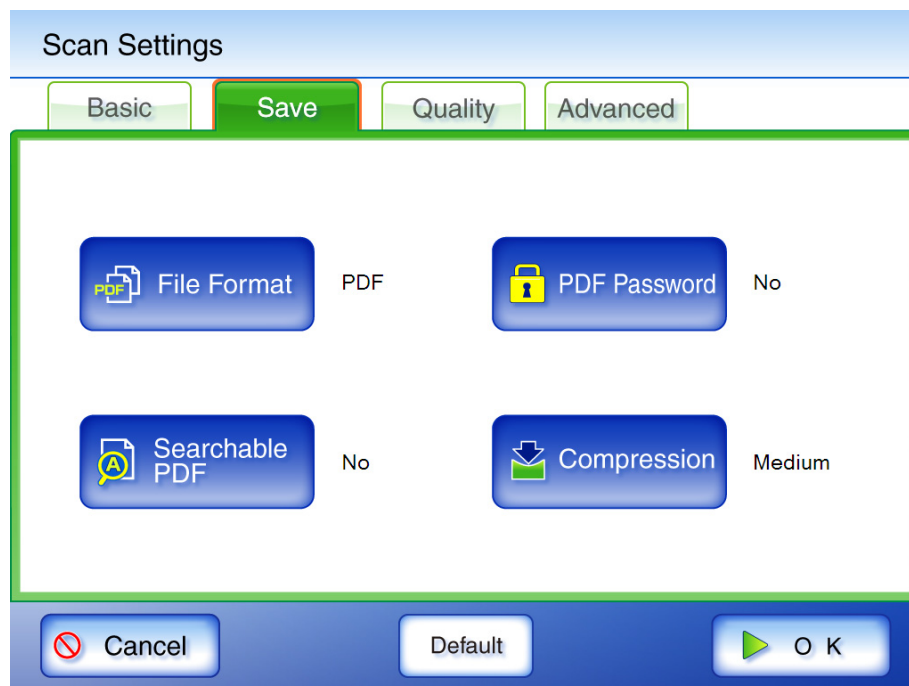 Scan Settings
Basic
Save
Quality
Advanced
PDF
File Format
PDF
PDF Password
No
A
Searchable
PDF
No
Compression
Medium
Cancel
Default
O K